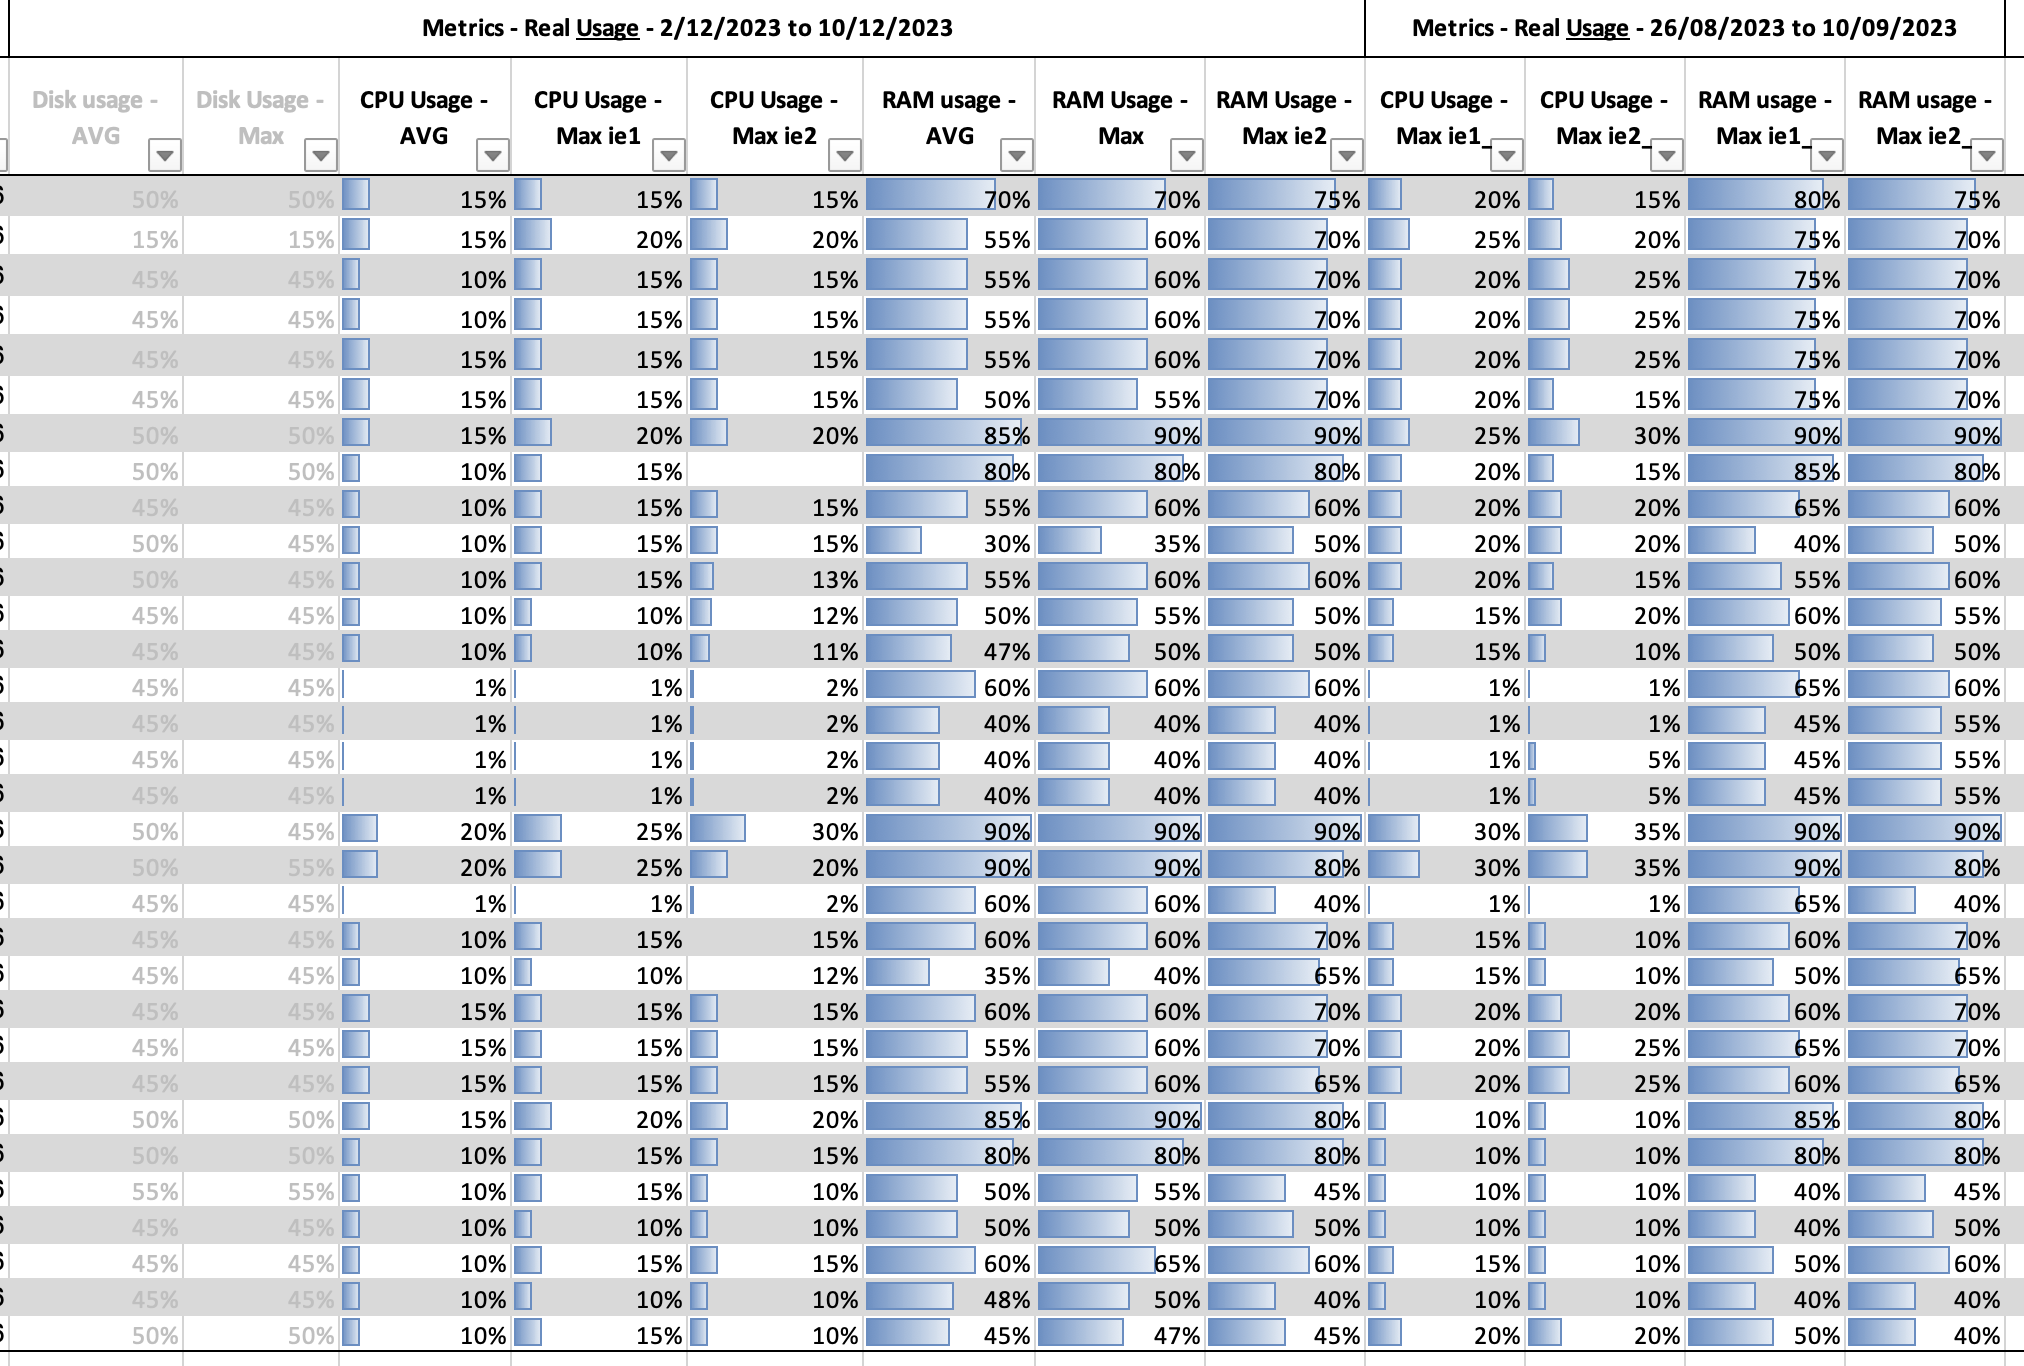 Metrics - Real Usage - 2/12/2023 to 10/12/2023 Metrics - Real Usage - 26/08/2023 to 10/09/2023
Disk usage - AVG Disk Usage - Max CPU Usage - AVG CPU Usage - Max ie1 CPU Usage - Max ie2 RAM usage - AVG RAM Usage - Max RAM Usage - Max ie2 CPU Usage - Max ie1_ CPU Usage - Max ie2_ RAM usage - Max ie1_ RAM usage - Max ie2_
50% 50% 15% 15% 15% 70% 70% 75% 20% 15% 80% 75%
15% 15% 15% 20% 20% 55% 60% 70% 25% 20% 75% 70%
45% 45% 10% 15% 15% 55% 60% 70% 20% 25% 75% 70%
45% 45% 10% 15% 15% 55% 60% 70% 20% 25% 75% 70%
45% 45% 15% 15% 15% 55% 60% 70% 20% 25% 75% 70%
45% 45% 15% 15% 15% 50% 55% 70% 20% 15% 75% 70%
50% 50% 15% 20% 20% 85% 90% 90% 25% 30% 90% 90%
50% 50% 10% 15% 80% 80% 80% 20% 15% 85% 80%
45% 45% 10% 15% 15% 55% 60% 60% 20% 20% 65% 60%
50% 45% 10% 15% 15% 30% 35% 50% 20% 20% 40% 50%
50% 45% 10% 15% 13% 55% 60% 60% 20% 15% 55% 60%
45% 45% 10% 10% 12% 50% 55% 50% 15% 20% 60% 55%
45% 45% 10% 10% 11% 47% 50% 50% 15% 10% 50% 50%
45% 45% 1% 1% 2% 60% 60% 60% 1% 1% 65% 60%
45% 45% 1% 1% 2% 40% 40% 40% 1% 1% 45% 55%
45% 45% 1% 1% 2% 40% 40% 40% 1% 5% 45% 55%
45% 45% 1% 1% 2% 40% 40% 40% 1% 5% 45% 55%
50% 45% 20% 25% 30% 90% 90% 90% 30% 35% 90% 90%
50% 55% 20% 25% 20% 90% 90% 80% 30% 35% 90% 80%
45% 45% 1% 1% 2% 60% 60% 40% 1% 1% 65% 40%
45% 45% 10% 15% 15% 60% 60% 70% 15% 10% 60% 70%
45% 45% 10% 10% 12% 35% 40% 65% 15% 10% 50% 65%
45% 45% 15% 15% 15% 60% 60% 70% 20% 20% 60% 70%
45% 45% 15% 15% 15% 55% 60% 70% 20% 25% 65% 70%
45% 45% 15% 15% 15% 55% 60% 65% 20% 25% 60% 65%
50% 50% 15% 20% 20% 85% 90% 80% 10% 10% 85% 80%
50% 50% 10% 15% 15% 80% 80% 80% 10% 10% 80% 80%
55% 55% 10% 15% 10% 50% 55% 45% 10% 10% 40% 45%
45% 45% 10% 10% 10% 50% 50% 50% 10% 10% 40% 50%
45% 45% 10% 15% 15% 60% 65% 60% 15% 10% 50% 60%
45% 45% 10% 10% 10% 48% 50% 40% 10% 10% 40% 40%
50% 50% 10% 15% 10% 45% 47% 45% 20% 20% 50% 40%